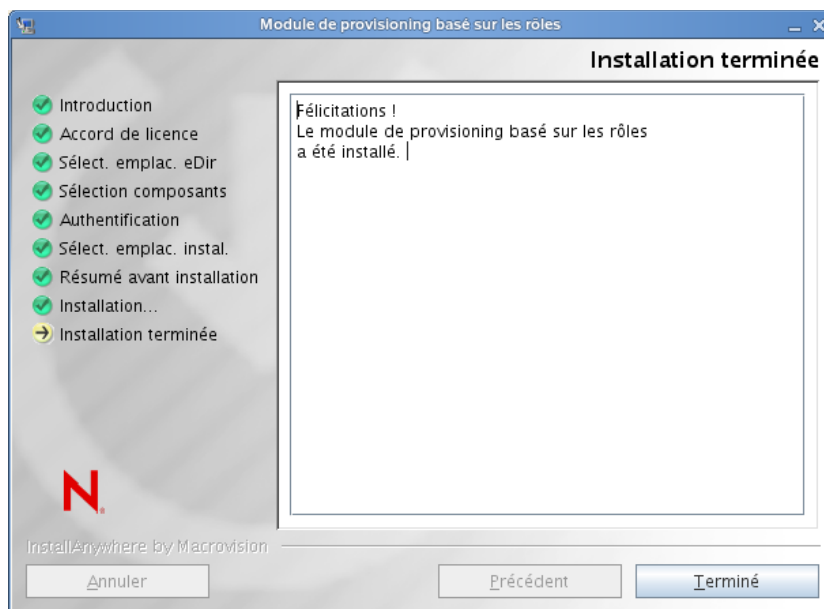 Module de provisioning basé sur les rôles
Installation terminée
Introduction
Accord de licence
Sélect. emplac. eDir
Sélection composants
Authentification
Sélect. emplac. instal.
Résumé avant installation
Installation...
Installation terminée
Félicitations !
Le module de provisioning basé sur les rôles
a été installé.
N
InstallAnywhere by Macrovision
Annuler
Précédent
Terminé